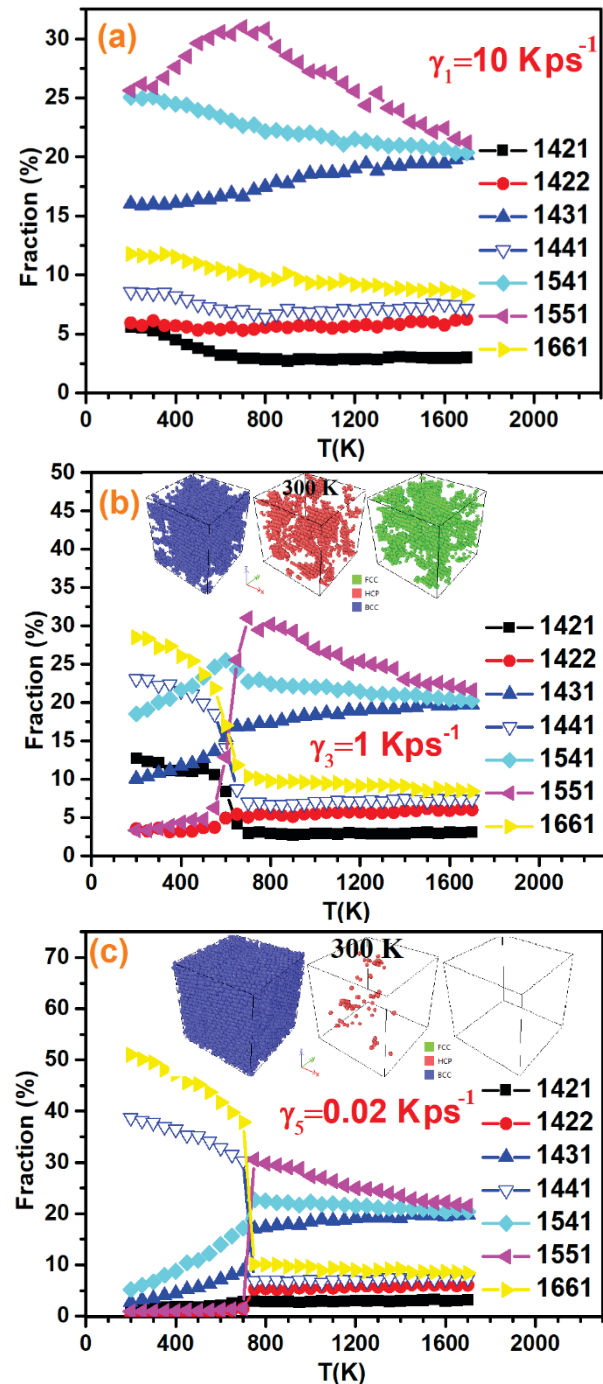 (a)
γ1=10 Kps-1
Fraction (%)
30
25
20
15
10
5
0
1421
1422
1431
1441
1541
1551
1661
0 400 800 1200 1600 2000
T(K)
(b)
300 K
FCC
HCP
BCC
Fraction (%)
50
45
40
35
30
25
20
15
10
5
0
1421
1422
1431
1441
1541
1551
1661
γ3=1 Kps-1
0 400 800 1200 1600 2000
T(K)
(c)
300 K
FCC
HCP
BCC
γ5=0.02 Kps-1
Fraction (%)
70
60
50
40
30
20
10
0
1421
1422
1431
1441
1541
1551
1661
0 400 800 1200 1600 2000
T(K)